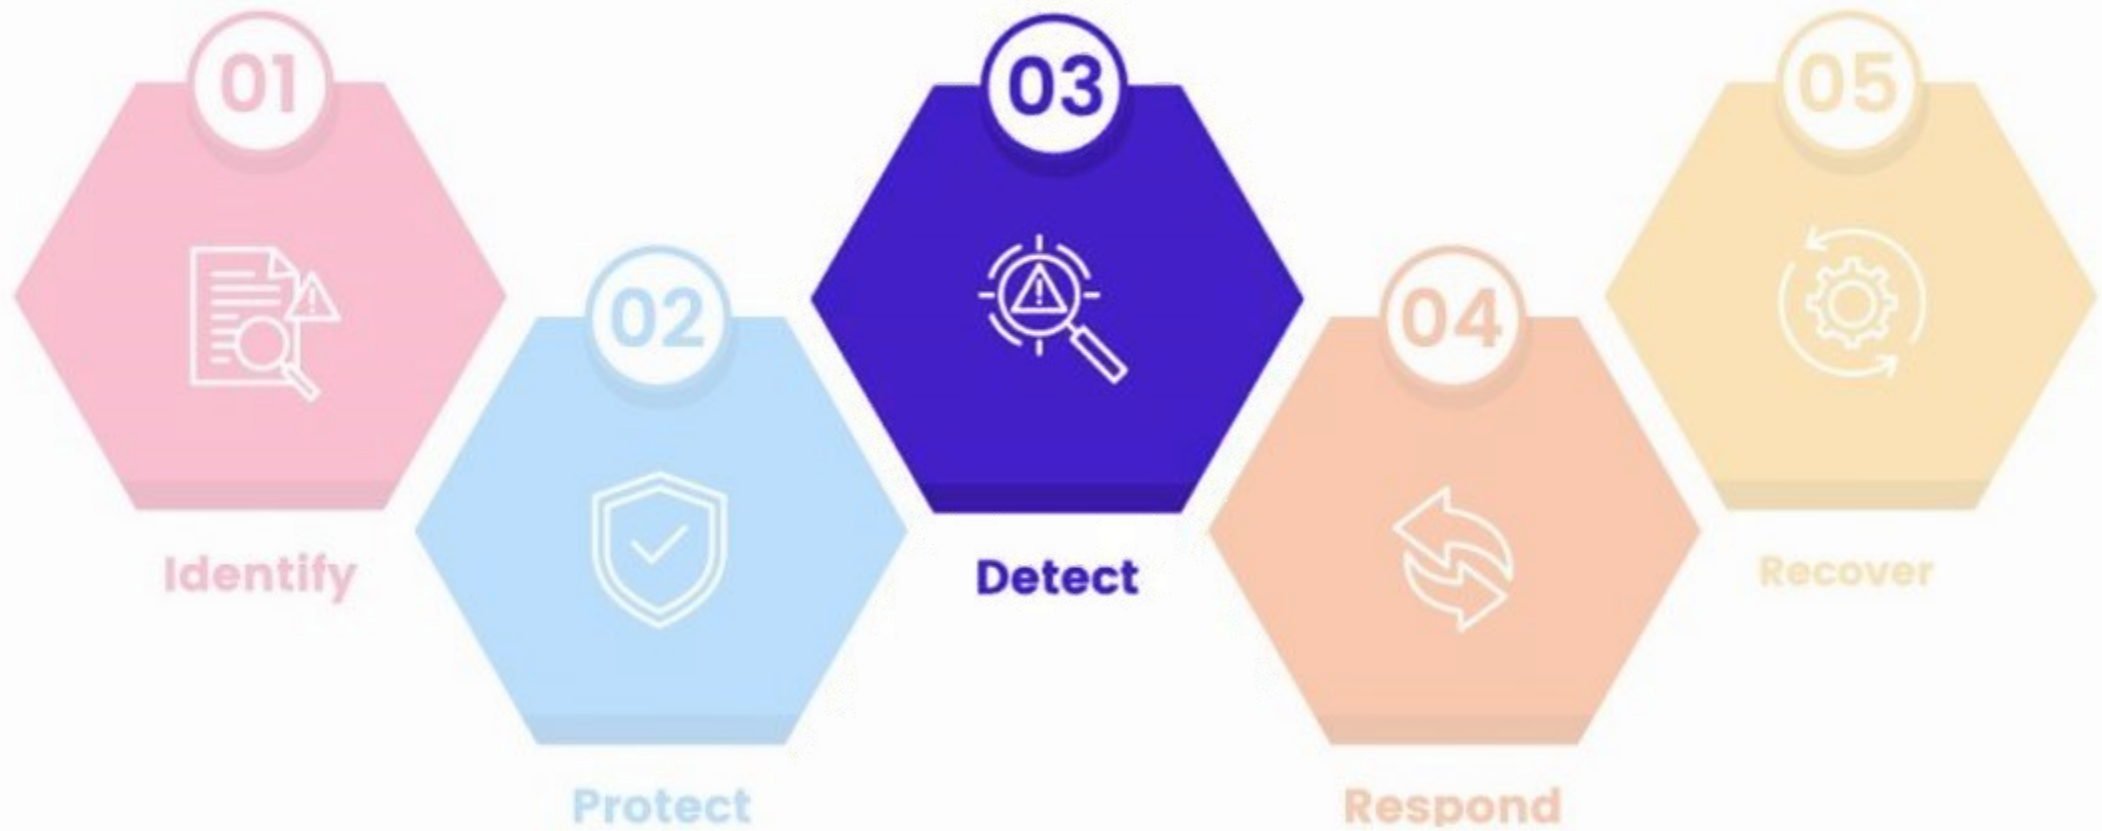 01
Identify
02
Protect
03
Detect
04
Respond
05
Recover